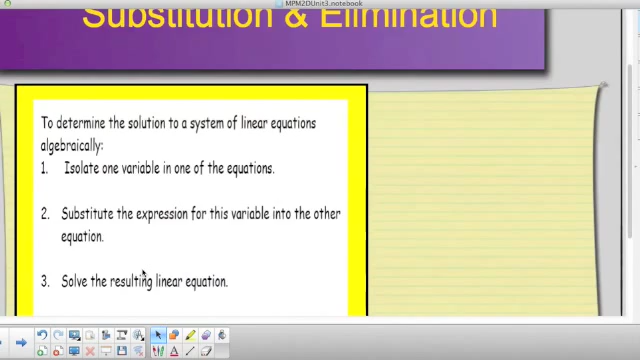 MPM2DUnit3.notebook
Substitution & Elimination
To determine the solution to a system of linear equations
algebraically:
1. Isolate one variable in one of the equations.
2. Substitute the expression for this variable into the other
equation.
3. Solve the resulting linear equation.